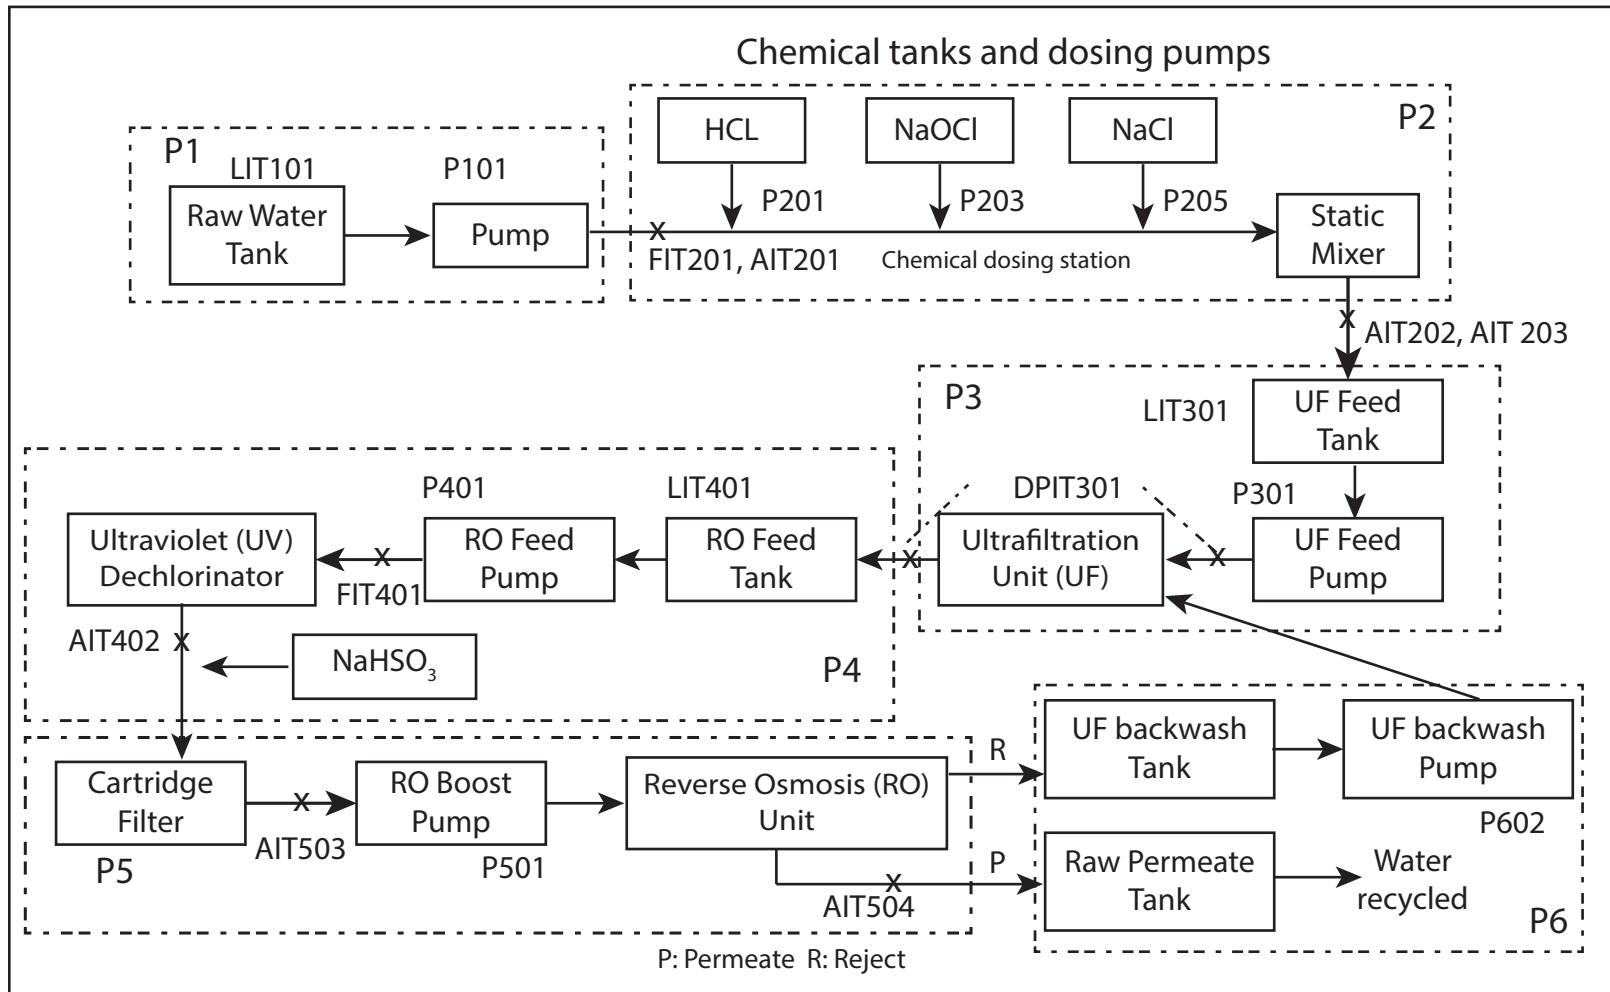 Chemical tanks and dosing pumps
P1
LIT101
P101
Raw Water
Tank
Pump
P2
HCL
NaOCl
NaCl
P201
P203
P205
Static
Mixer
FIT201, AIT201
Chemical dosing station
AIT202, AIT 203
P3
LIT301
UF Feed
Tank
P301
DPIT301
Ultrafiltration
Unit (UF)
UF Feed
Pump
P401
LIT401
Ultraviolet (UV)
Dechlorinator
RO Feed
Pump
RO Feed
Tank
FIT401
AIT402
NaHSO₃
P4
Cartridge
Filter
AIT503
P5
RO Boost
Pump
P501
Reverse Osmosis (RO)
Unit
AIT504
R
P
UF backwash
Tank
UF backwash
Pump
P602
Raw Permeate
Tank
Water
recycled
P6
P: Permeate R: Reject